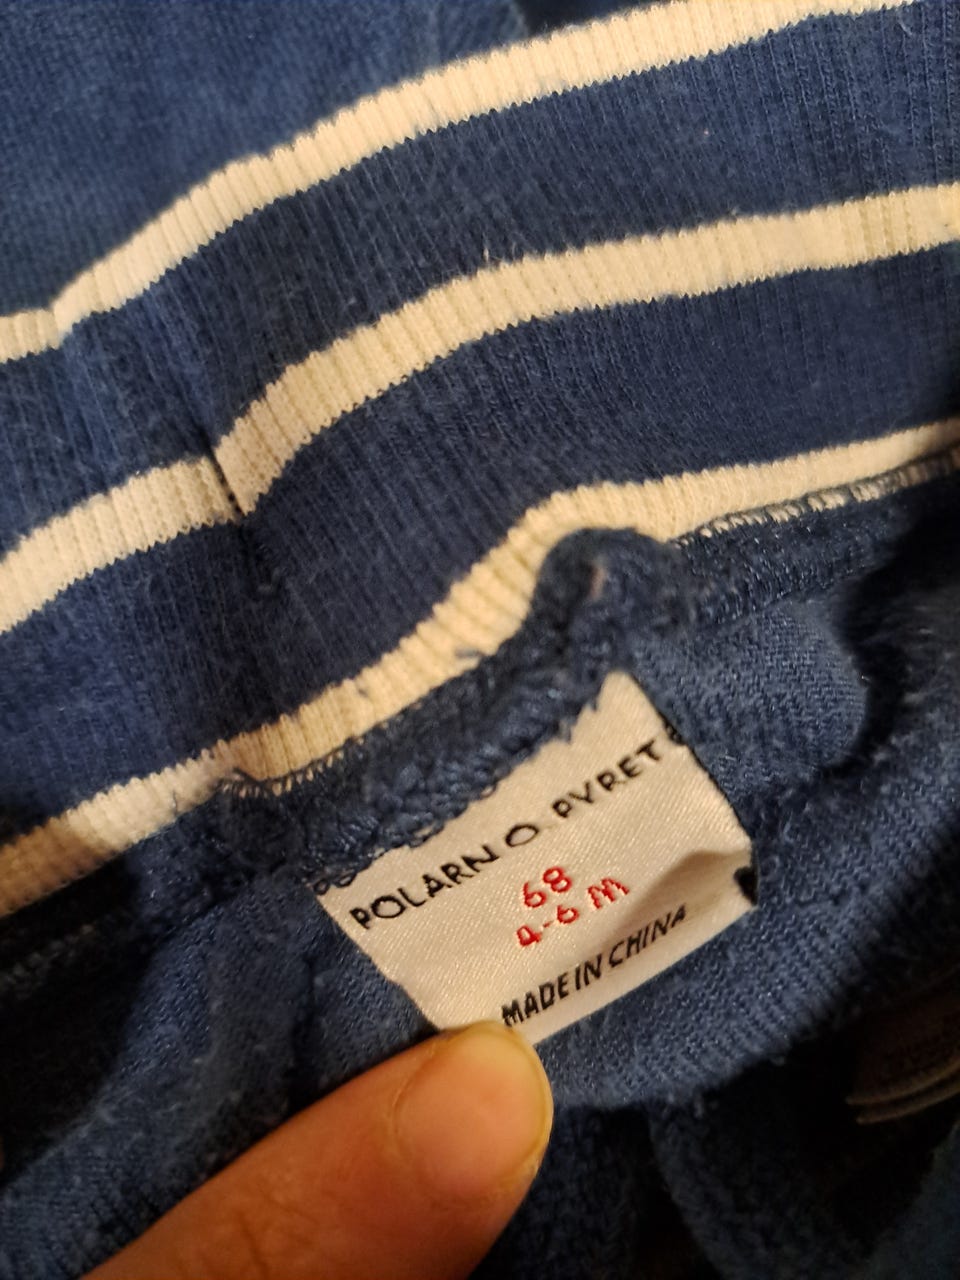 POLARN O. PYRET
68
4-6 M
MADE IN CHINA